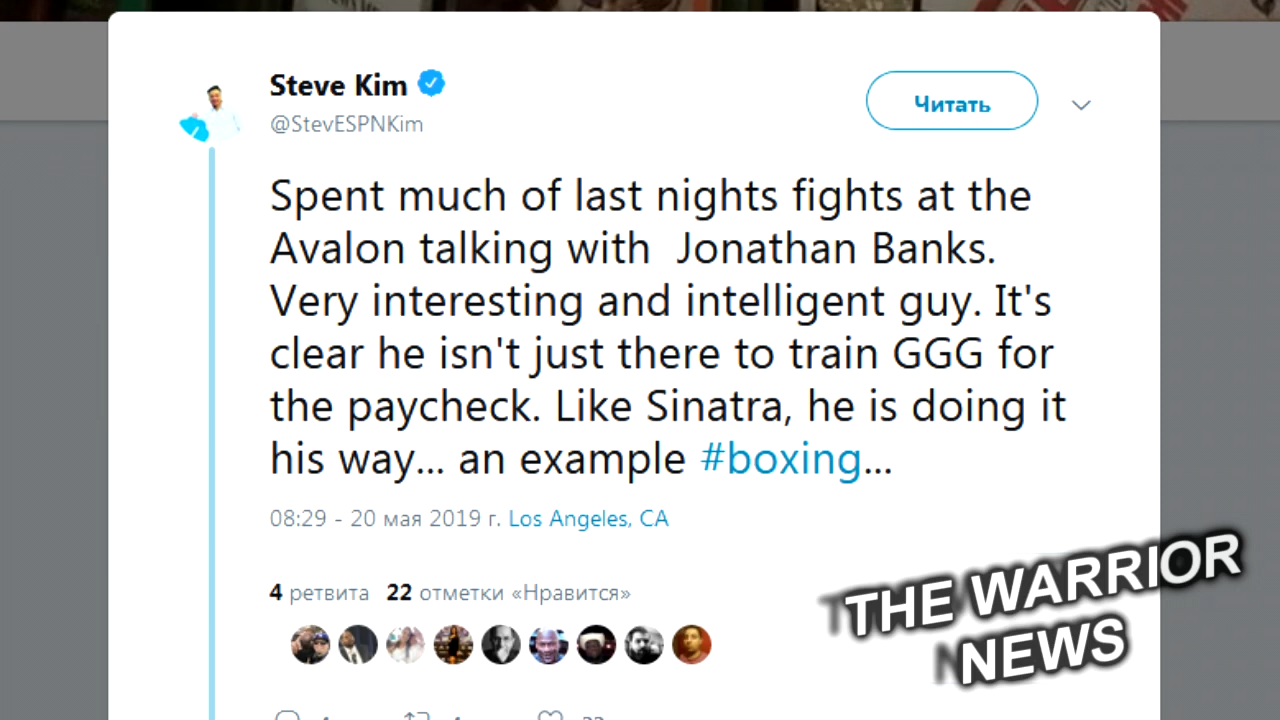 Steve Kim
@StevESPNKim
Читать
Spent much of last nights fights at the
Avalon talking with  Jonathan Banks.
Very interesting and intelligent guy. It's
clear he isn't just there to train GGG for
the paycheck. Like Sinatra, he is doing it
his way... an example #boxing...
08:29 - 20 мая 2019 г. Los Angeles, CA
4 ретвита 22 отметки «Нравится»
THE WARRIOR
NEWS